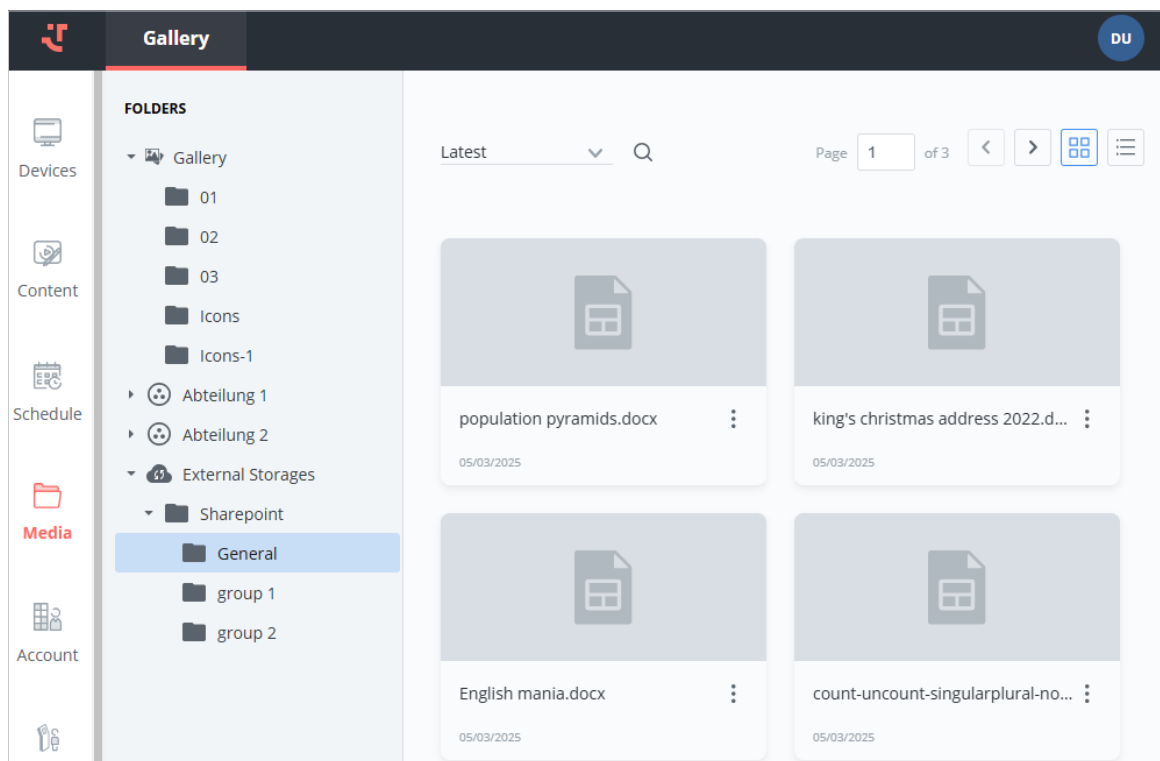 Gallery
DU
Devices
Content
Schedule
Media
Account
FOLDERS
Gallery
01
02
03
Icons
Icons-1
Abteilung 1
Abteilung 2
External Storages
Sharepoint
General
group 1
group 2
Latest
Page 1 of 3
population pyramids.docx
05/03/2025
king's christmas address 2022.d...
05/03/2025
English mania.docx
05/03/2025
count-uncount-singularplural-no...
05/03/2025